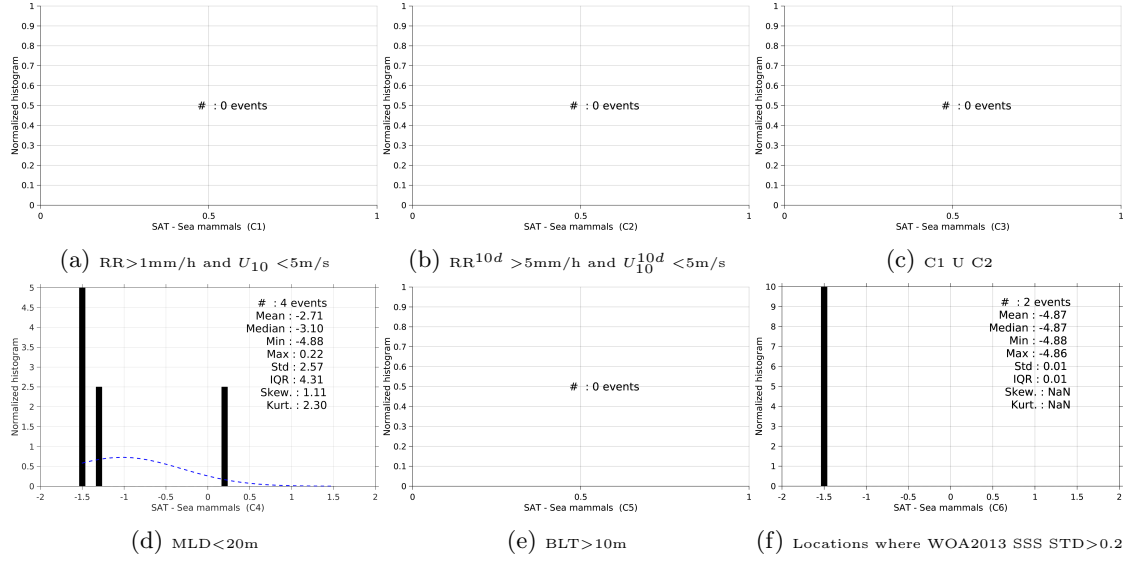 1
0.9
0.8
0.7
0.6
0.5
0.4
0.3
0.2
0.1
0
Normalized histogram
# : 0 events
0 0.5 1
SAT - Sea mammals (C1)
(a) RR>1mm/h and U10 <5m/s
1
0.9
0.8
0.7
0.6
0.5
0.4
0.3
0.2
0.1
0
Normalized histogram
# : 0 events
0 0.5 1
SAT - Sea mammals (C2)
(b) RR10d >5mm/h and U10d10 <5m/s
1
0.9
0.8
0.7
0.6
0.5
0.4
0.3
0.2
0.1
0
Normalized histogram
# : 0 events
0 0.5 1
SAT - Sea mammals (C3)
(c) C1 U C2
5
4.5
4
3.5
3
2.5
2
1.5
1
0.5
0
Normalized histogram
# : 4 events
Mean : -2.71
Median : -3.10
Min : -4.88
Max : 0.22
Std : 2.57
IQR : 4.31
Skew. : 1.11
Kurt. : 2.30
-2 -1.5 -1 -0.5 0 0.5 1 1.5 2
SAT - Sea mammals (C4)
(d) MLD<20m
1
0.9
0.8
0.7
0.6
0.5
0.4
0.3
0.2
0.1
0
Normalized histogram
# : 0 events
0 0.5 1
SAT - Sea mammals (C5)
(e) BLT>10m
10
9
8
7
6
5
4
3
2
1
0
Normalized histogram
# : 2 events
Mean : -4.87
Median : -4.87
Min : -4.88
Max : -4.86
Std : 0.01
IQR : 0.01
Skew. : NaN
Kurt. : NaN
-2 -1.5 -1 -0.5 0 0.5 1 1.5 2
SAT - Sea mammals (C6)
(f) Locations where WOA2013 SSS STD>0.2